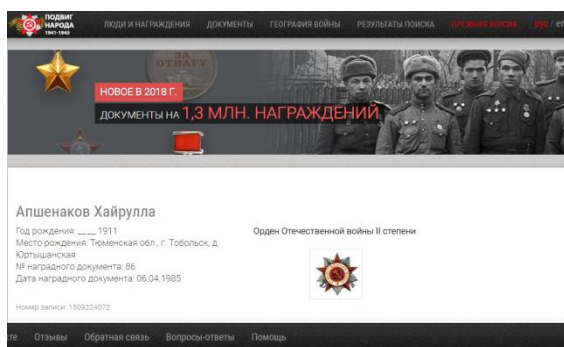 ПОДВИГ
НАРОДА
1941-1945
ЛЮДИ И НАГРАЖДЕНИЯ ДОКУМЕНТЫ ГЕОГРАФИЯ ВОЙНЫ РЕЗУЛЬТАТЫ ПОИСКА ПРЕЖНЯЯ ВЕРСИЯ рус / en
ЗА
ОТВАГУ
НОВОЕ В 2018 Г.
ДОКУМЕНТЫ НА 1,3 МЛН. НАГРАЖДЕНИЙ
Апшенаков Хайрулла
Год рождения: __.__.1911
Место рождения: Тюменская обл., г. Тобольск, д.
Юртышанская
№ наградного документа: 86
Дата наградного документа: 06.04.1985
Номер записи: 1509224072
Орден Отечественной войны II степени
кте Отзывы Обратная связь Вопросы-ответы Помощь